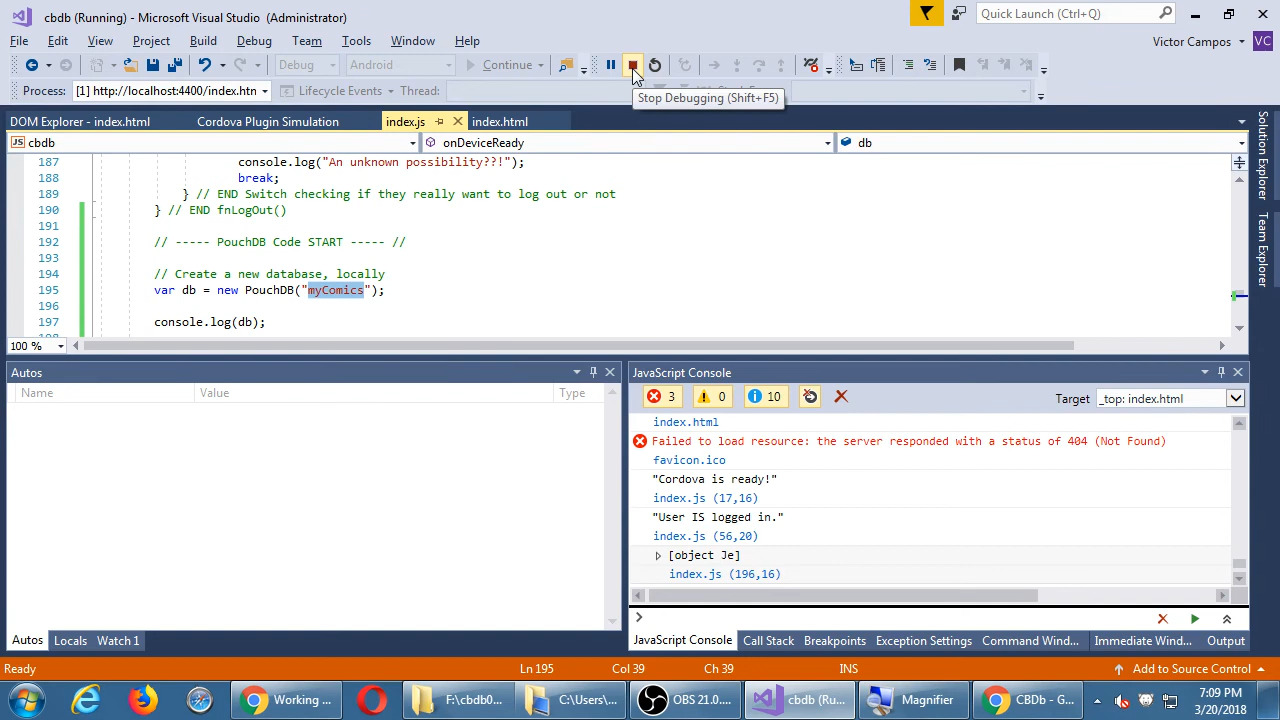 cbdb (Running) - Microsoft Visual Studio (Administrator)
Quick Launch (Ctrl+Q)
File Edit View Project Build Debug Team Tools Window Help
Victor Campos VC
Debug Android Continue
Process: [1] http://localhost:4400/index.htn Lifecycle Events Thread:
Stop Debugging (Shift+F5)
DOM Explorer - index.html Cordova Plugin Simulation index.js index.html
JS cbdb onDeviceReady db
187 console.log("An unknown possibility??!");
188 break;
189 } // END Switch checking if they really want to log out or not
190 } // END fnLogOut()
191
192 // ----- PouchDB Code START ----- //
193
194 // Create a new database, locally
195 var db = new PouchDB("myComics");
196
197 console.log(db);
100 %
Solution Explorer
Team Explorer
Autos
Name Value Type
Autos Locals Watch 1
JavaScript Console
3 0 10 Target _top: index.html
index.html
Failed to load resource: the server responded with a status of 404 (Not Found)
favicon.ico
"Cordova is ready!"
index.js (17,16)
"User IS logged in."
index.js (56,20)
[object Je]
index.js (196,16)
JavaScript Console Call Stack Breakpoints Exception Settings Command Wind... Immediate Wind... Output
Ready Ln 195 Col 39 Ch 39 INS Add to Source Control
Working ... F:\cbdb0... C:\Users\... OBS 21.0.... cbdb (Ru... Magnifier CBDb - G...
7:09 PM
3/20/2018